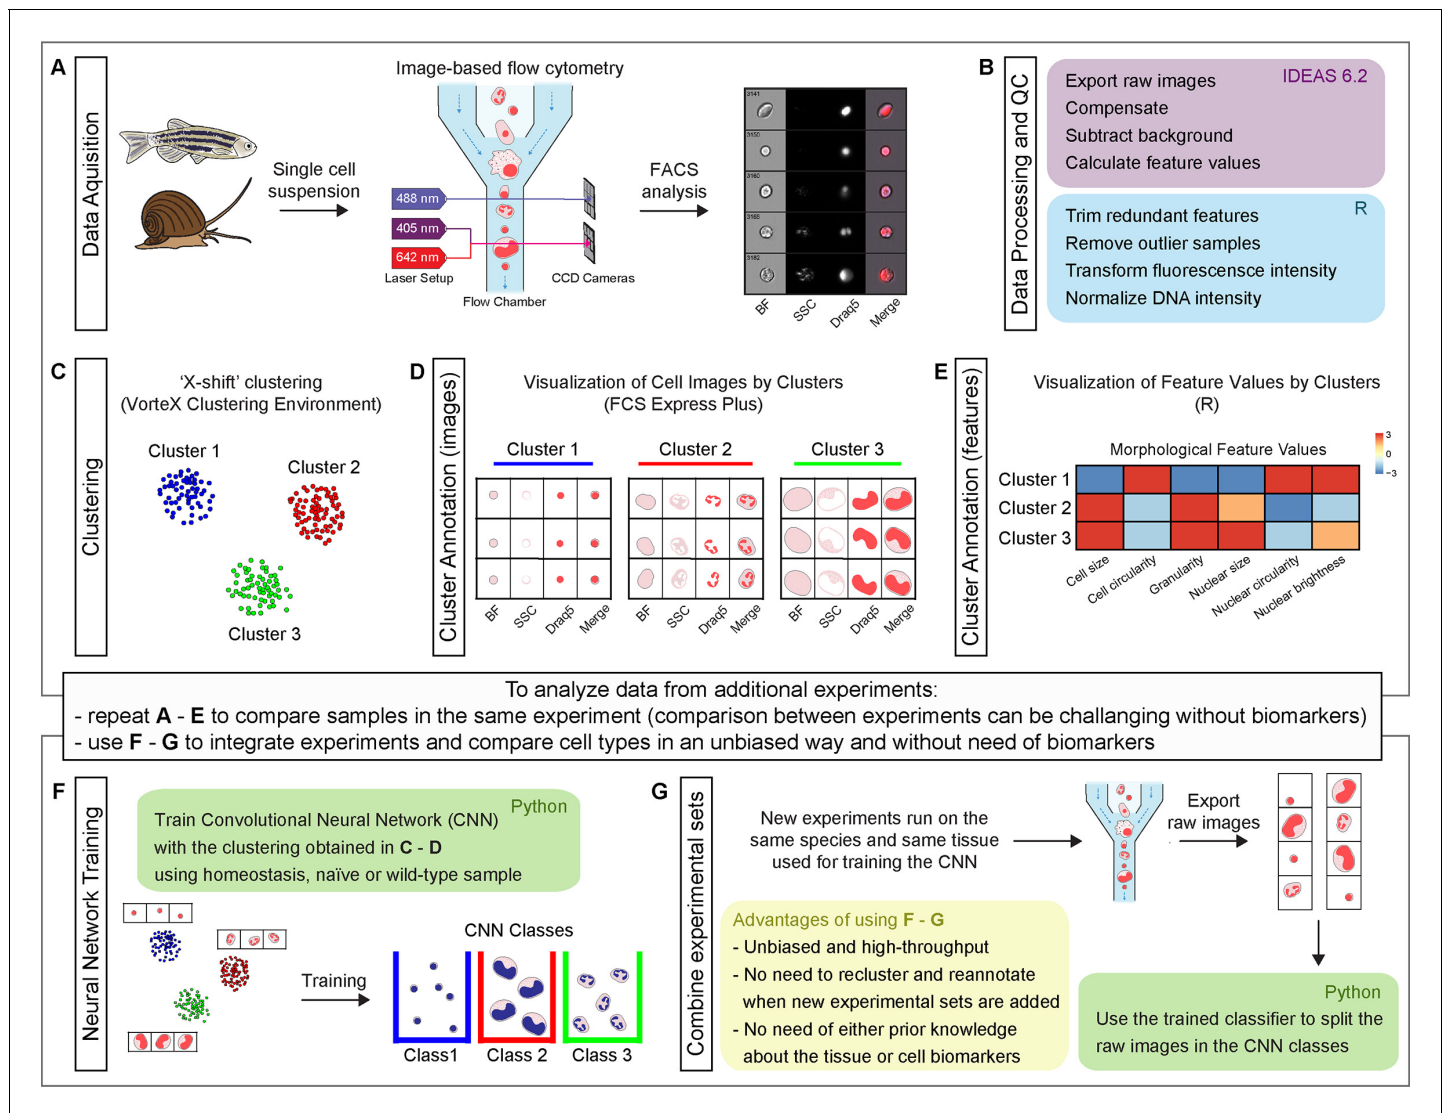 A
Data Aquisition
Image-based flow cytometry
Single cell
suspension
488 nm
405 nm
642 nm
Laser Setup
Flow Chamber
CCD Cameras
FACS
analysis
3141
3150
3160
3165
3182
BF
SSC
Draq5
Merge
B
Data Processing and QC
IDEAS 6.2
Export raw images
Compensate
Subtract background
Calculate feature values
R
Trim redundant features
Remove outlier samples
Transform fluorescensce intensity
Normalize DNA intensity
C
Clustering
‘X-shift’ clustering
(VorteX Clustering Environment)
Cluster 1
Cluster 2
Cluster 3
D
Cluster Annotation (images)
Visualization of Cell Images by Clusters
(FCS Express Plus)
Cluster 1
Cluster 2
Cluster 3
BF
SSC
Draq5
Merge
BF
SSC
Draq5
Merge
BF
SSC
Draq5
Merge
E
Cluster Annotation (features)
Visualization of Feature Values by Clusters
(R)
Morphological Feature Values
3
0
−3
Cluster 1
Cluster 2
Cluster 3
Cell size
Cell circularity
Granularity
Nuclear size
Nuclear circularity
Nuclear brightness
To analyze data from additional experiments:
- repeat A - E to compare samples in the same experiment (comparison between experiments can be challanging without biomarkers)
- use F - G to integrate experiments and compare cell types in an unbiased way and without need of biomarkers
F
Neural Network Training
Python
Train Convolutional Neural Network (CNN)
with the clustering obtained in C - D
using homeostasis, naïve or wild-type sample
Training
CNN Classes
Class1
Class 2
Class 3
G
Combine experimental sets
New experiments run on the
same species and same tissue
used for training the CNN
Export
raw images
Advantages of using F - G
- Unbiased and high-throughput
- No need to recluster and reannotate
when new experimental sets are added
- No need of either prior knowledge
about the tissue or cell biomarkers
Python
Use the trained classifier to split the
raw images in the CNN classes